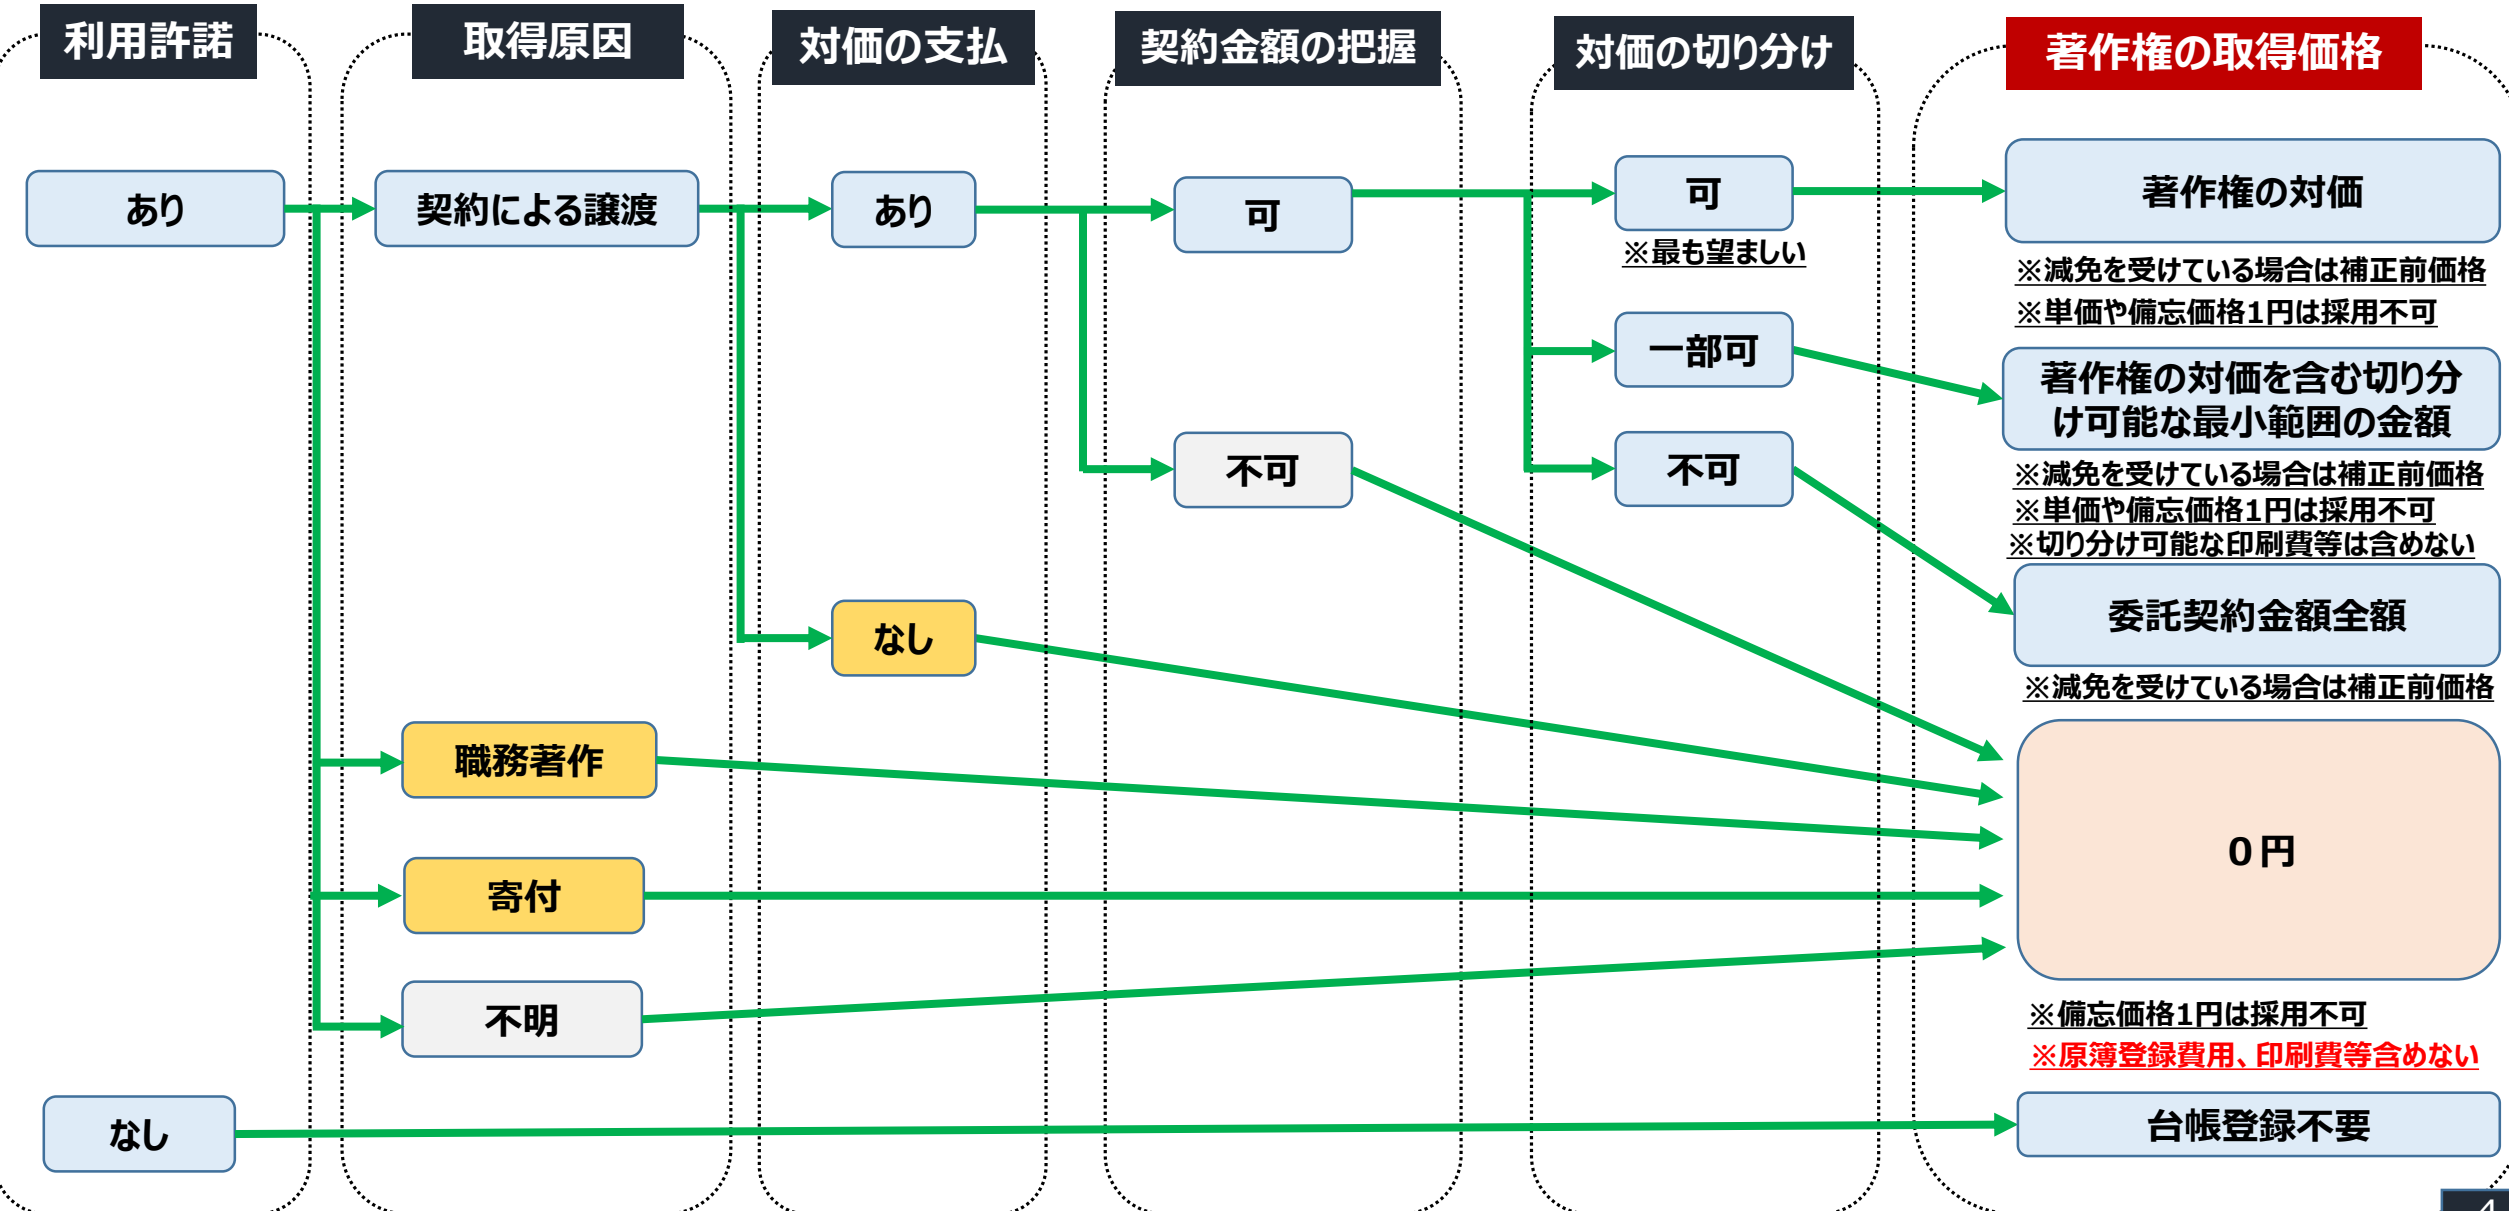 利用許諾
取得原因
対価の支払
契約金額の把握
対価の切り分け
著作権の取得価格
あり
契約による譲渡
あり
可
可
著作権の対価
※最も望ましい
※減免を受けている場合は補正前価格
※単価や備忘価格1円は採用不可
一部可
著作権の対価を含む切り分
け可能な最小範囲の金額
不可
不可
※減免を受けている場合は補正前価格
※単価や備忘価格1円は採用不可
※切り分け可能な印刷費等は含めない
なし
委託契約金額全額
※減免を受けている場合は補正前価格
職務著作
寄付
0円
不明
※備忘価格1円は採用不可
※原簿登録費用、印刷費等含めない
なし
台帳登録不要